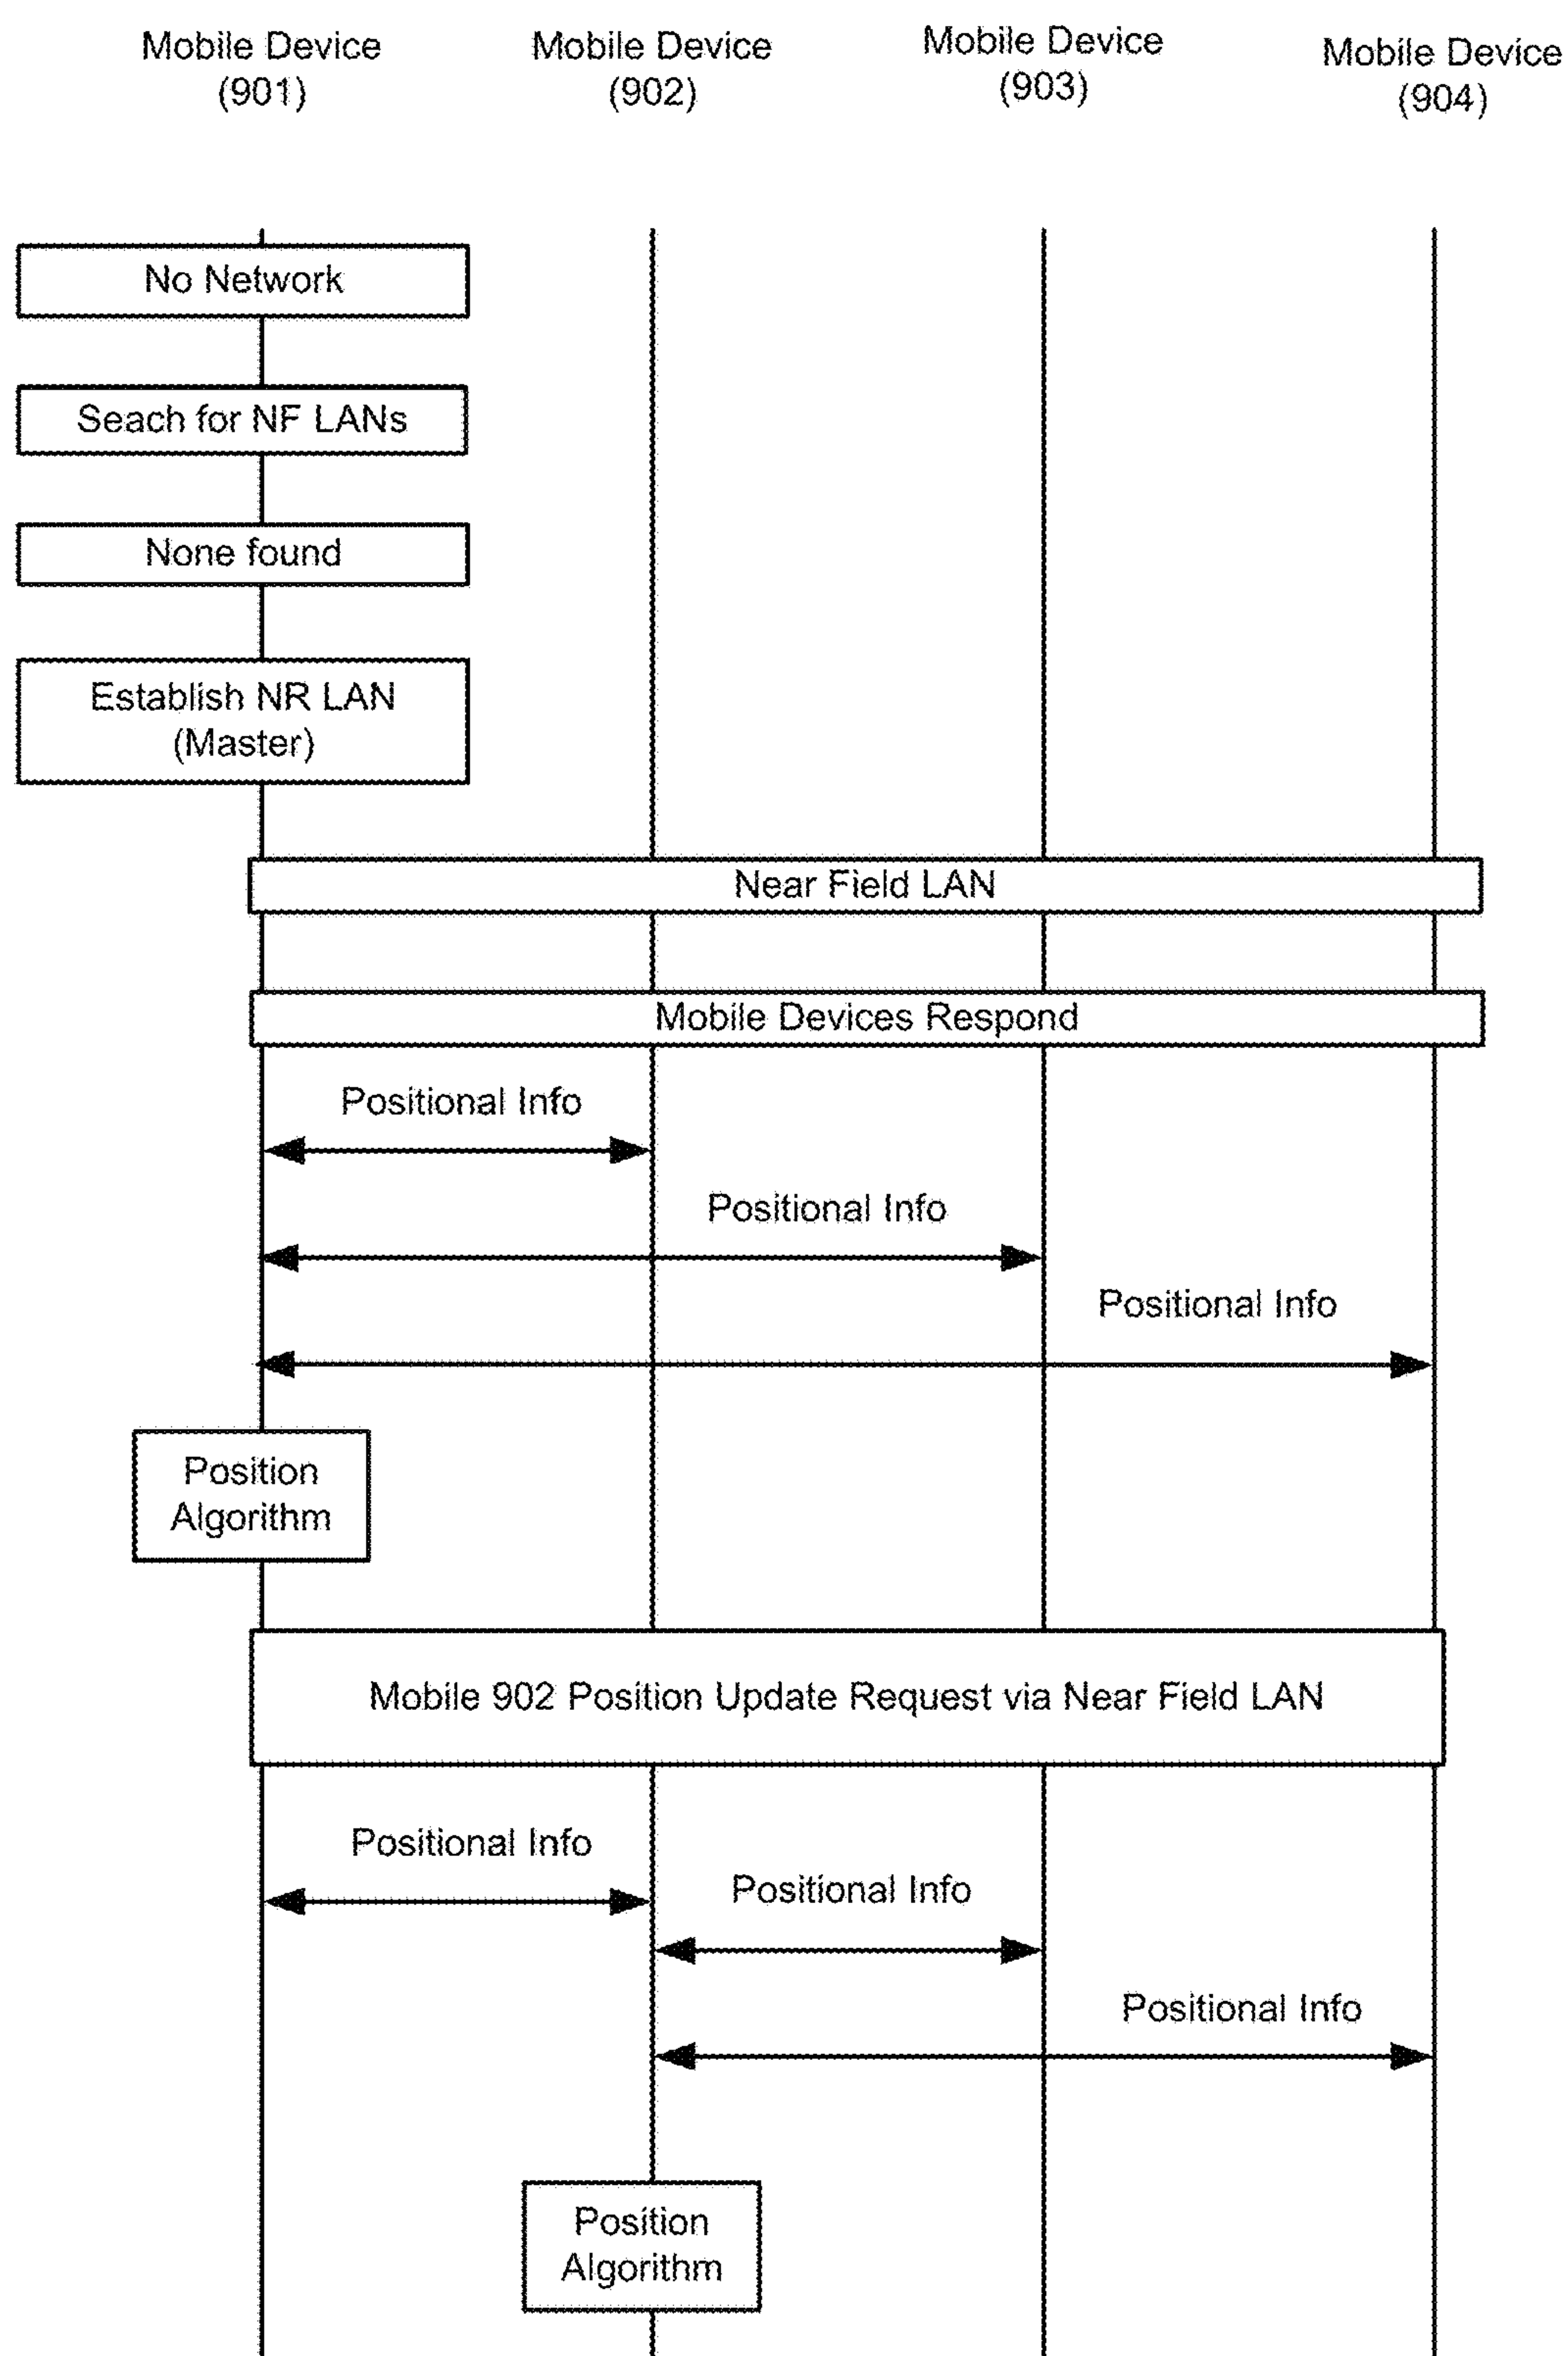 Mobile Device
(901)
Mobile Device
(902)
Mobile Device
(903)
Mobile Device
(904)
No Network
Seach for NF LANs
None found
Establish NR LAN
(Master)
Near Field LAN
Mobile Devices Respond
Positional Info
Positional Info
Positional Info
Position
Algorithm
Mobile 902 Position Update Request via Near Field LAN
Positional Info
Positional Info
Positional Info
Position
Algorithm